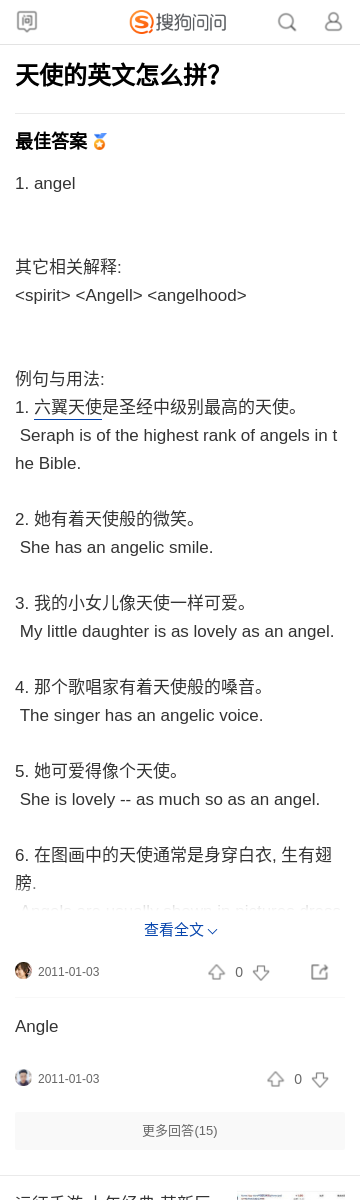 问
S 搜狗问问
天使的英文怎么拼？
最佳答案
1. angel
其它相关解释:
<spirit> <Angell> <angelhood>
例句与用法:
1. 六翼天使是圣经中级别最高的天使。
Seraph is of the highest rank of angels in t
he Bible.
2. 她有着天使般的微笑。
She has an angelic smile.
3. 我的小女儿像天使一样可爱。
My little daughter is as lovely as an angel.
4. 那个歌唱家有着天使般的嗓音。
The singer has an angelic voice.
5. 她可爱得像个天使。
She is lovely -- as much so as an angel.
6. 在图画中的天使通常是身穿白衣, 生有翅
膀.
查看全文
2011-01-03 0
Angle
2011-01-03 0
更多回答(15)